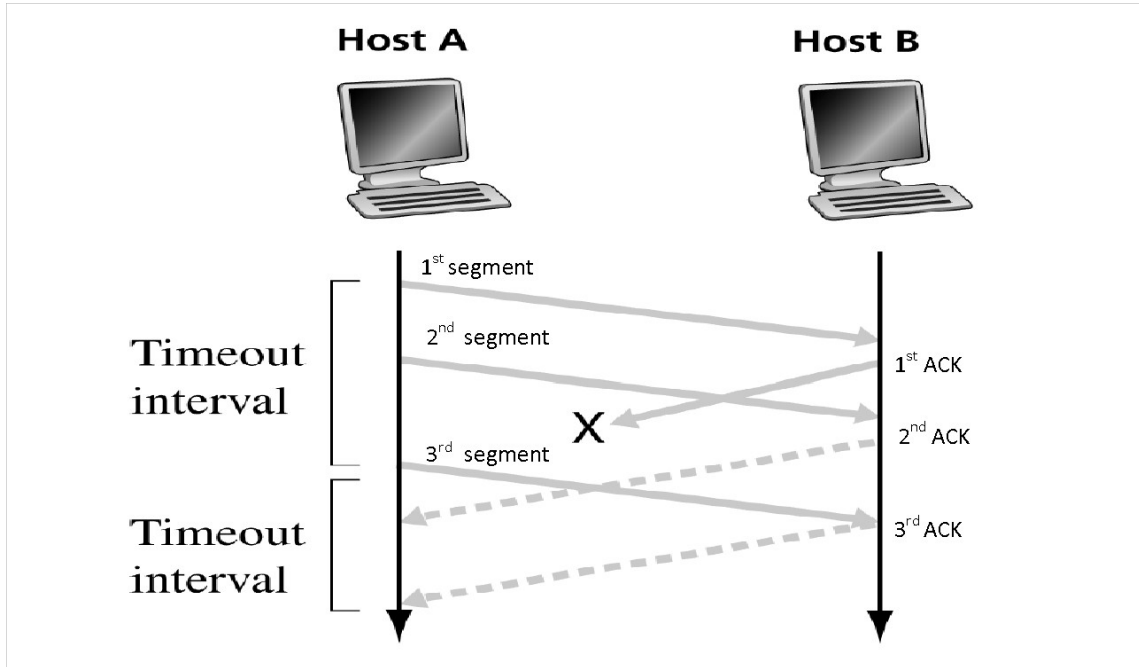 Host A
Host B
1st segment
2nd segment
Timeout
interval
1st ACK
X
2nd ACK
3rd segment
3rd ACK
Timeout
interval